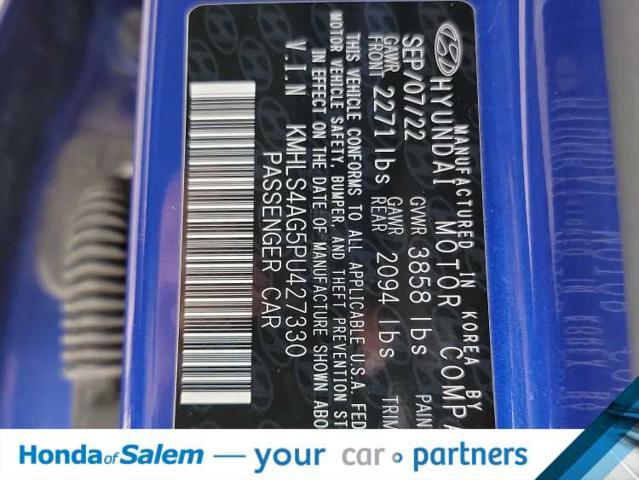 MANUFACTURED IN KOREA BY
HYUNDAI MOTOR COMPA
SEP/07/22 GVWR 3858 lbs PAIN
GAWR FRONT 2271 lbs GAWR REAR 2094 lbs TRIM
THIS VEHICLE CONFORMS TO ALL APPLICABLE U.S.A. FED
MOTOR VEHICLE SAFETY, BUMPER, AND THEFT PREVENTION ST
IN EFFECT ON THE DATE OF MANUFACTURE SHOWN ABO
V.I.N KMHLS4AG5PU427330
PASSENGER CAR
Honda of Salem — your car o partners